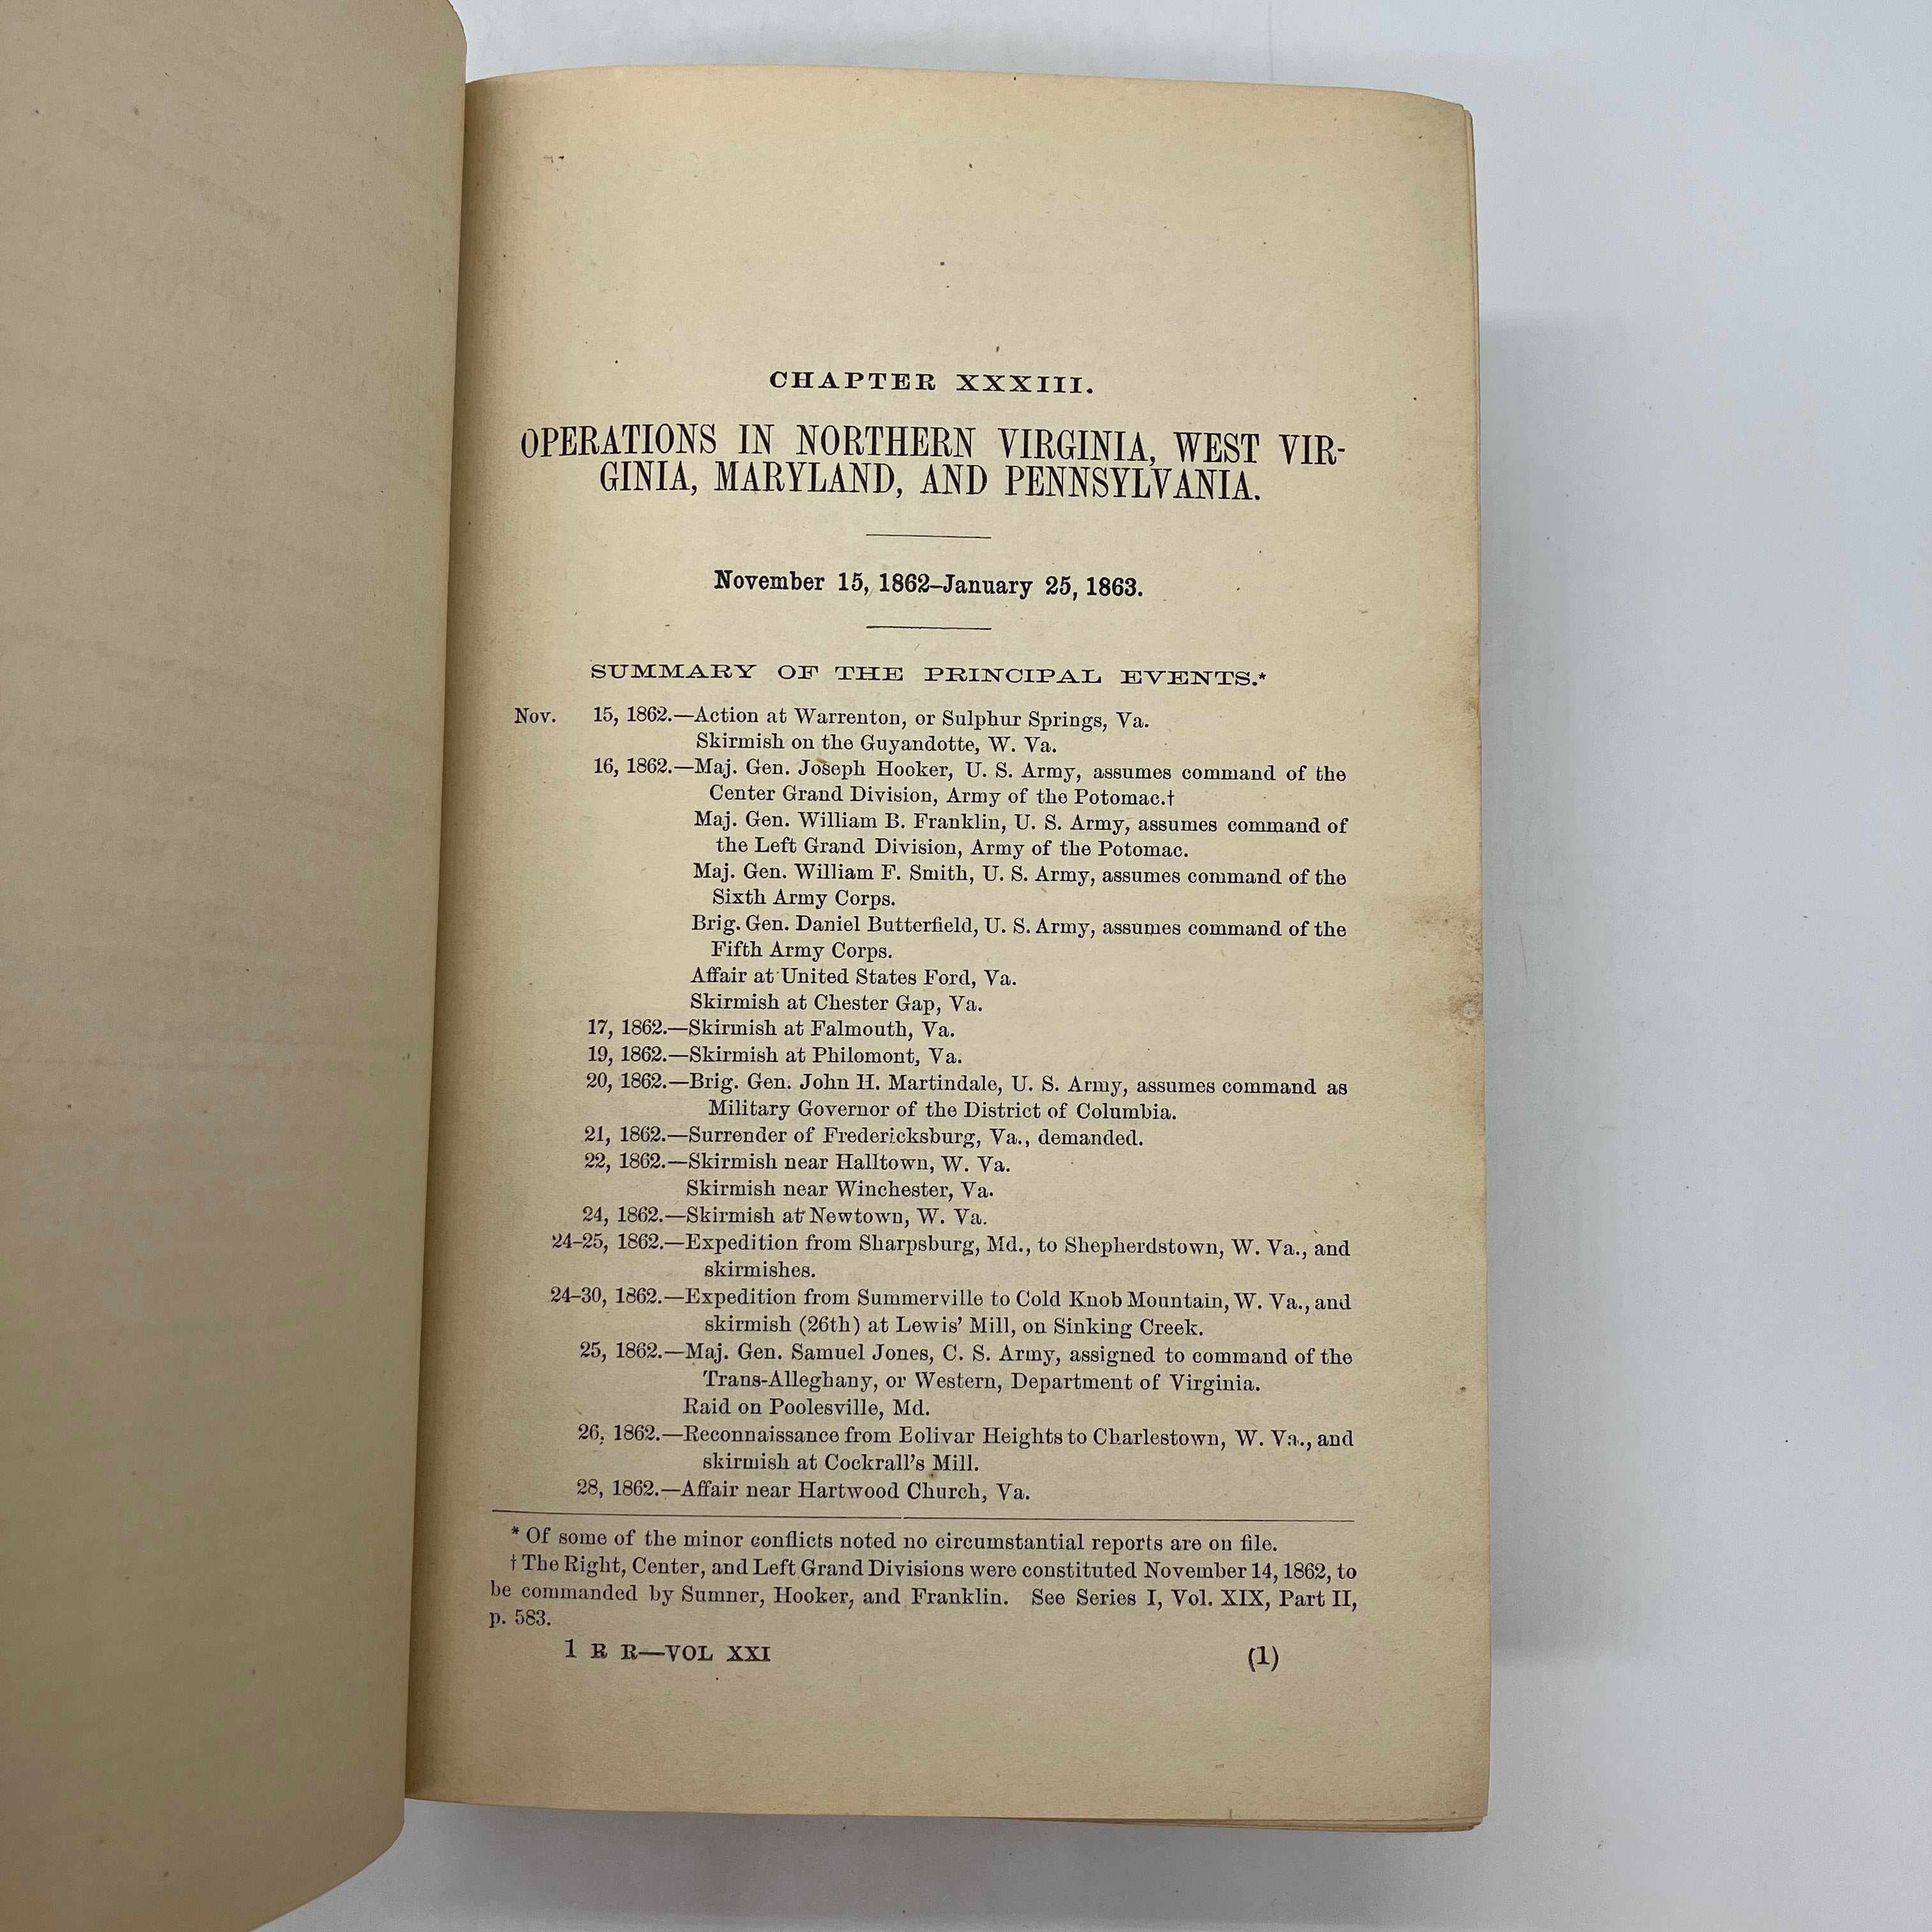 CHAPTER XXXIII.
OPERATIONS IN NORTHERN VIRGINIA, WEST VIR-
GINIA, MARYLAND, AND PENNSYLVANIA.
November 15, 1862–January 25, 1863.
SUMMARY OF THE PRINCIPAL EVENTS.*
Nov. 15, 1862.—Action at Warrenton, or Sulphur Springs, Va.
Skirmish on the Guyandotte, W. Va.
16, 1862.—Maj. Gen. Joseph Hooker, U. S. Army, assumes command of the
Center Grand Division, Army of the Potomac.†
Maj. Gen. William B. Franklin, U. S. Army, assumes command of
the Left Grand Division, Army of the Potomac.
Maj. Gen. William F. Smith, U. S. Army, assumes command of the
Sixth Army Corps.
Brig. Gen. Daniel Butterfield, U. S. Army, assumes command of the
Fifth Army Corps.
Affair at United States Ford, Va.
Skirmish at Chester Gap, Va.
17, 1862.—Skirmish at Falmouth, Va.
19, 1862.—Skirmish at Philomont, Va.
20, 1862.—Brig. Gen. John H. Martindale, U. S. Army, assumes command as
Military Governor of the District of Columbia.
21, 1862.—Surrender of Fredericksburg, Va., demanded.
22, 1862.—Skirmish near Halltown, W. Va.
Skirmish near Winchester, Va.
24, 1862.—Skirmish at Newtown, W. Va.
24–25, 1862.—Expedition from Sharpsburg, Md., to Shepherdstown, W. Va., and
skirmishes.
24–30, 1862.—Expedition from Summerville to Cold Knob Mountain, W. Va., and
skirmish (26th) at Lewis' Mill, on Sinking Creek.
25, 1862.—Maj. Gen. Samuel Jones, C. S. Army, assigned to command of the
Trans-Alleghany, or Western, Department of Virginia.
Raid on Poolesville, Md.
26, 1862.—Reconnaissance from Bolivar Heights to Charlestown, W. Va., and
skirmish at Cockrall's Mill.
28, 1862.—Affair near Hartwood Church, Va.
* Of some of the minor conflicts noted no circumstantial reports are on file.
† The Right, Center, and Left Grand Divisions were constituted November 14, 1862, to
be commanded by Sumner, Hooker, and Franklin. See Series I, Vol. XIX, Part II,
p. 583.
1 R R—VOL XXI (1)